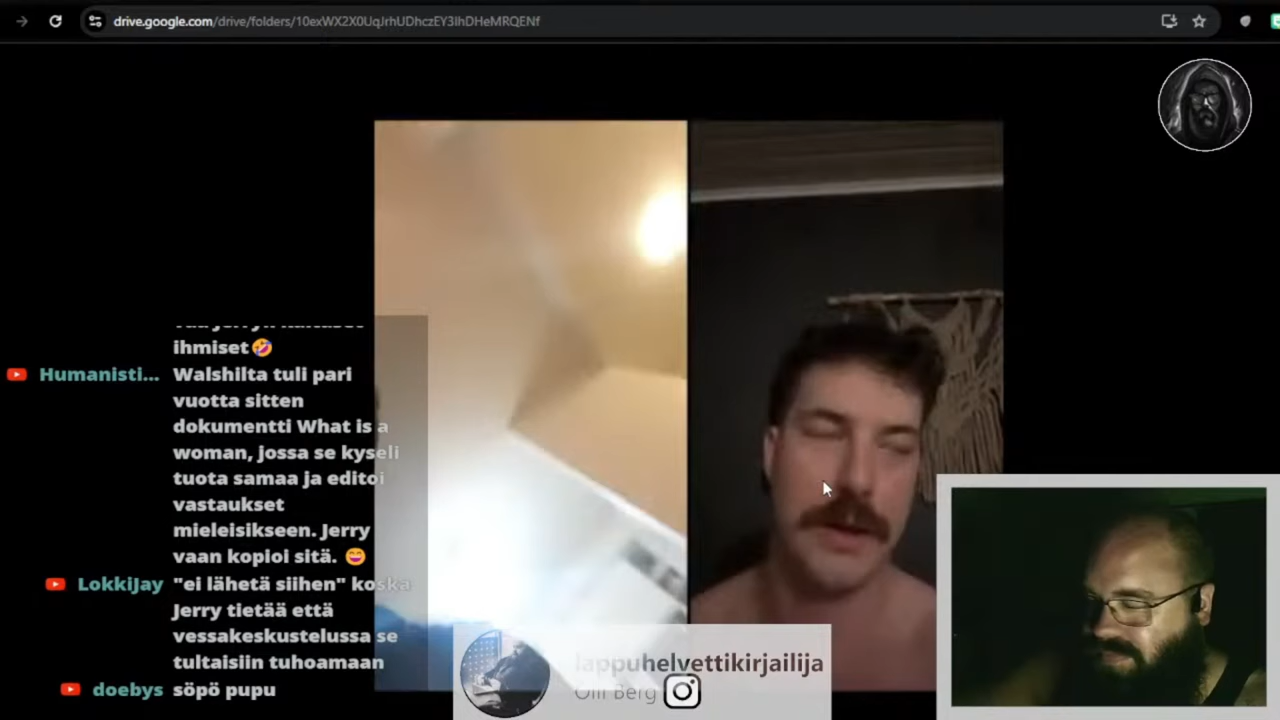 drive.google.com/drive/folders/10exWX2X0UqJrhUDhczEY3IhDHeMRQENf
ihmiset🤣
Humanisti... Walshilta tuli pari
vuotta sitten
dokumentti What is a
woman, jossa se kyseli
tuota samaa ja editoi
vastaukset
mieleisikseen. Jerry
vaan kopioi sitä. 😄
LokkiJay "ei lähetä siihen" koska
Jerry tietää että
vessakeskustelussa se
tultaisiin tuhoamaan
doebys söpö pupu
lappuhelvettikirjailija
Olli Berg